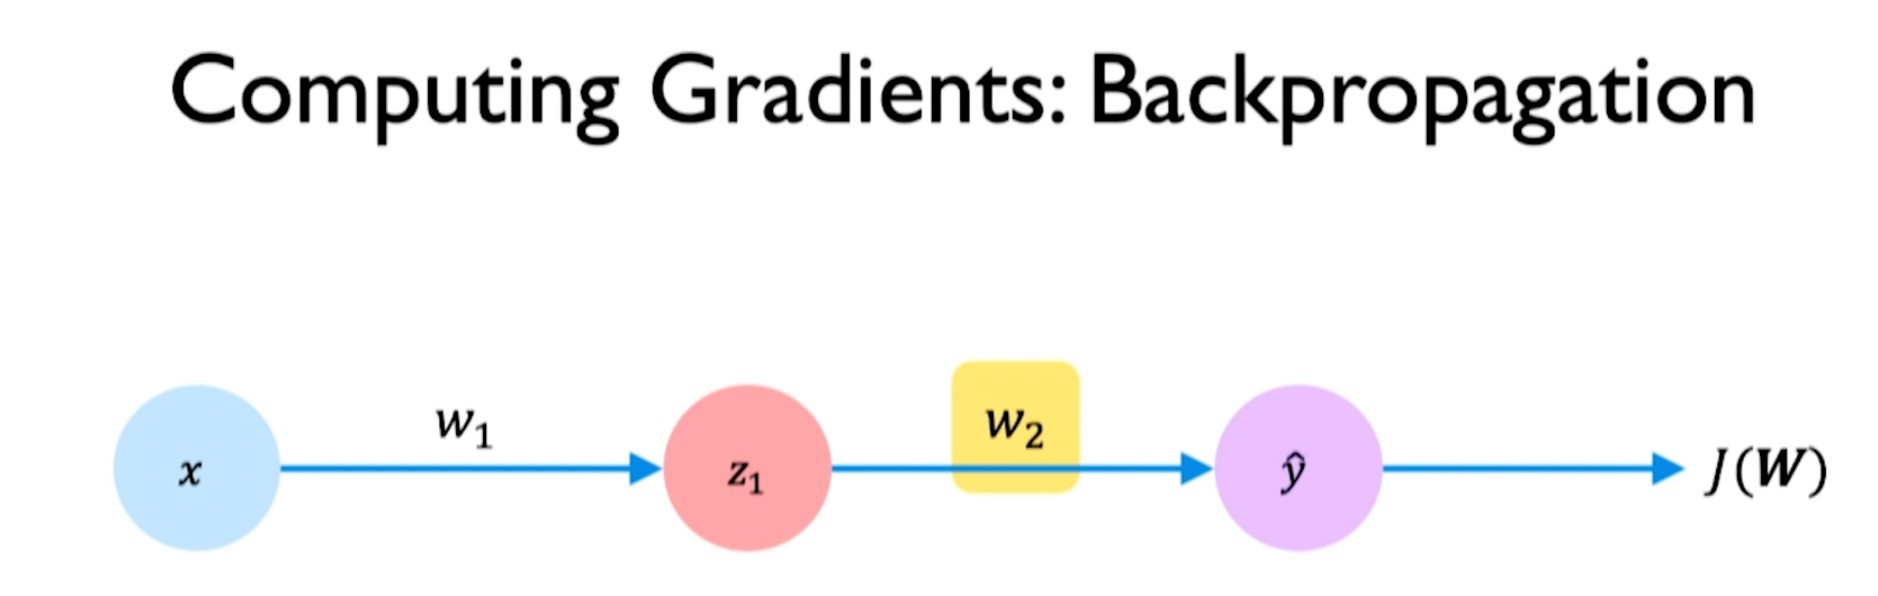 Computing Gradients: Backpropagation
w₁
w₂
x
z₁
ŷ
J(W)